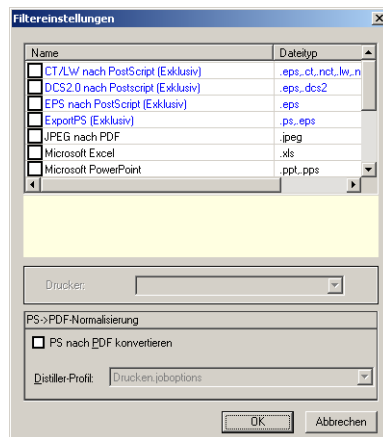 Filtereinstellungen
Name Dateityp
CT/LW nach PostScript (Exklusiv) .eps,.ct,.nct,.lw,.n
DCS2.0 nach Postscript (Exklusiv) .eps,.dcs2
EPS nach PostScript (Exklusiv) .eps
ExportPS (Exklusiv) .ps,.eps
JPEG nach PDF .jpeg
Microsoft Excel .xls
Microsoft PowerPoint .ppt,.pps
Drucker:
PS->PDF-Normalisierung
PS nach PDF konvertieren
Distiller-Profil: Drucken.joboptions
OK Abbrechen